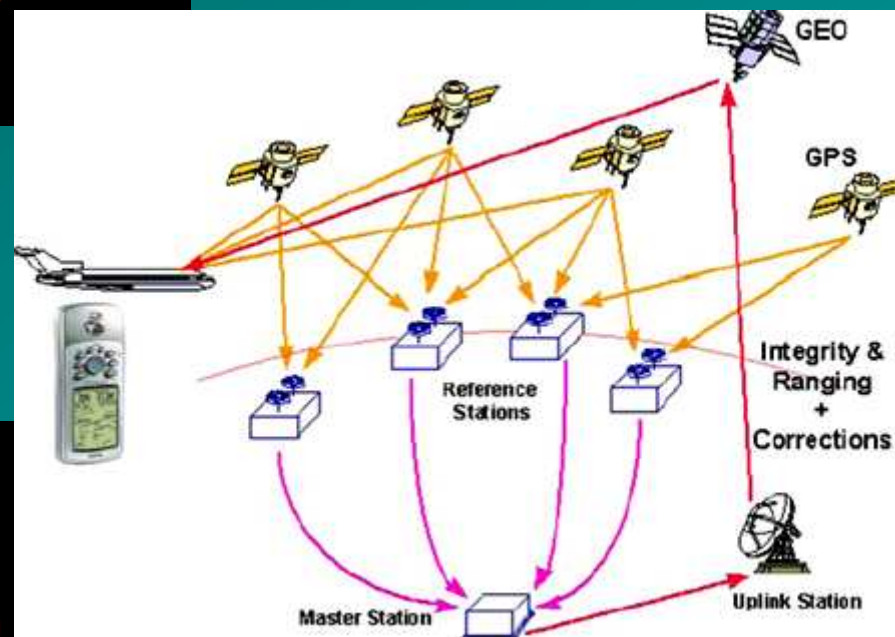 GEO
GPS
Reference
Stations
Integrity &
Ranging
+
Corrections
Master Station
Uplink Station